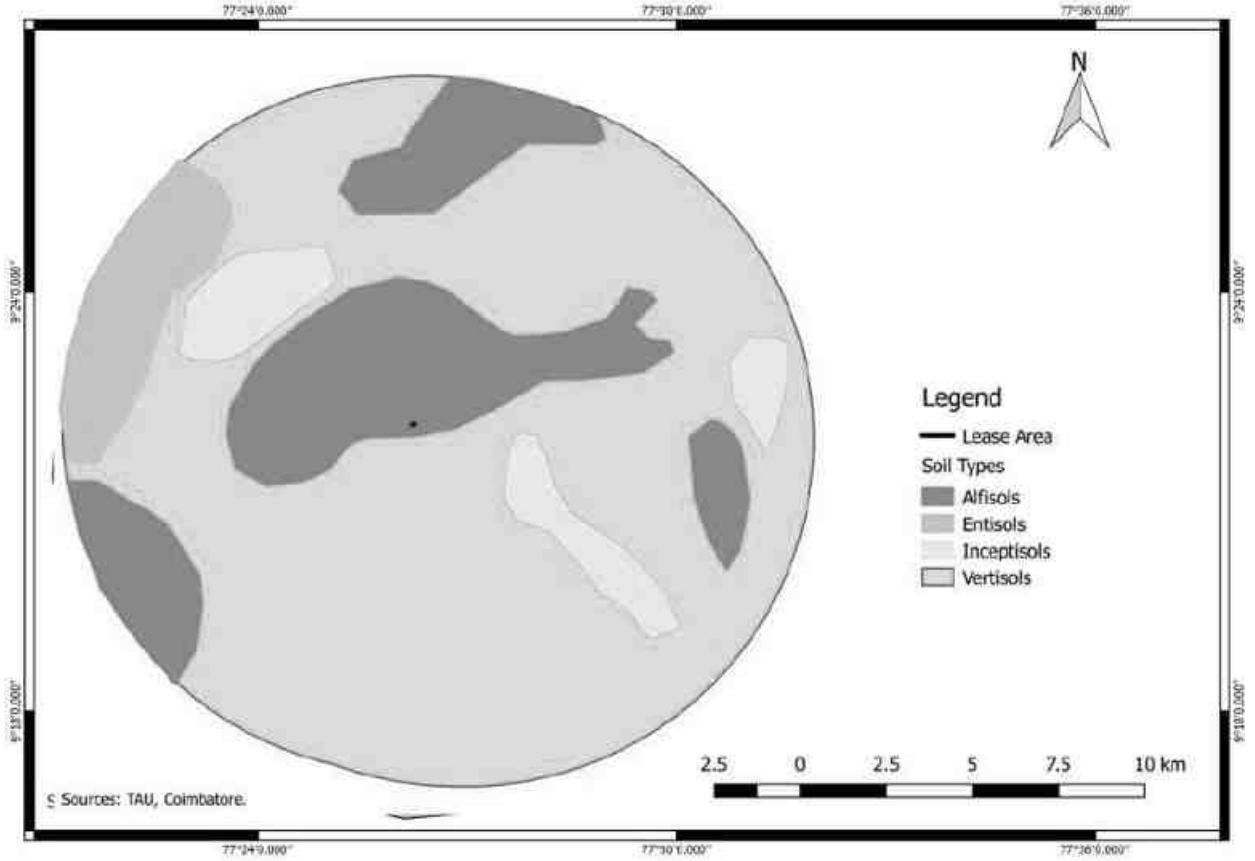 77°24'0.000" 77°30'0.000" 77°36'0.000"
N
9°24'0.000" 9°24'0.000"
Legend
Lease Area
Soil Types
Alfisols
Entisols
Inceptisols
Vertisols
9°18'0.000" 9°18'0.000"
2.5 0 2.5 5 7.5 10 km
Sources: TAU, Coimbatore.
77°24'0.000" 77°30'0.000" 77°36'0.000"